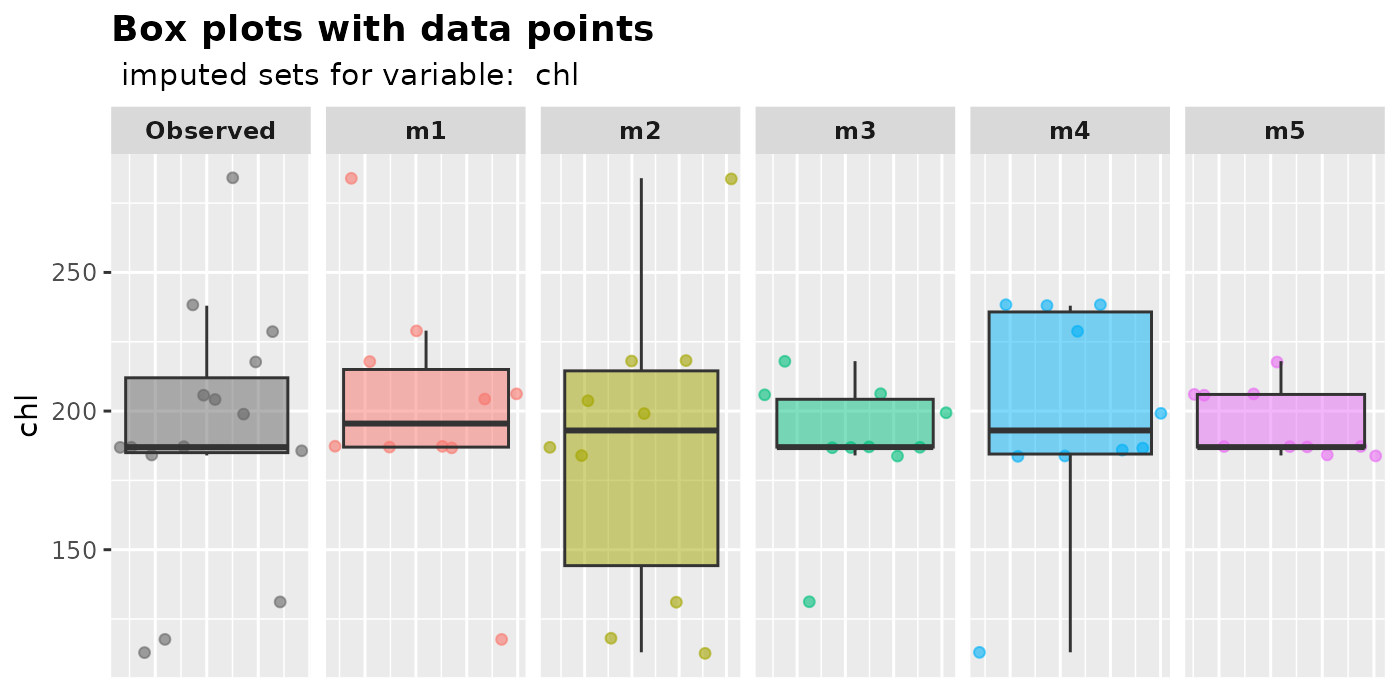 Box plots with data points
imputed sets for variable:  chl
Observed
m1
m2
m3
m4
m5
chl
250
200
150